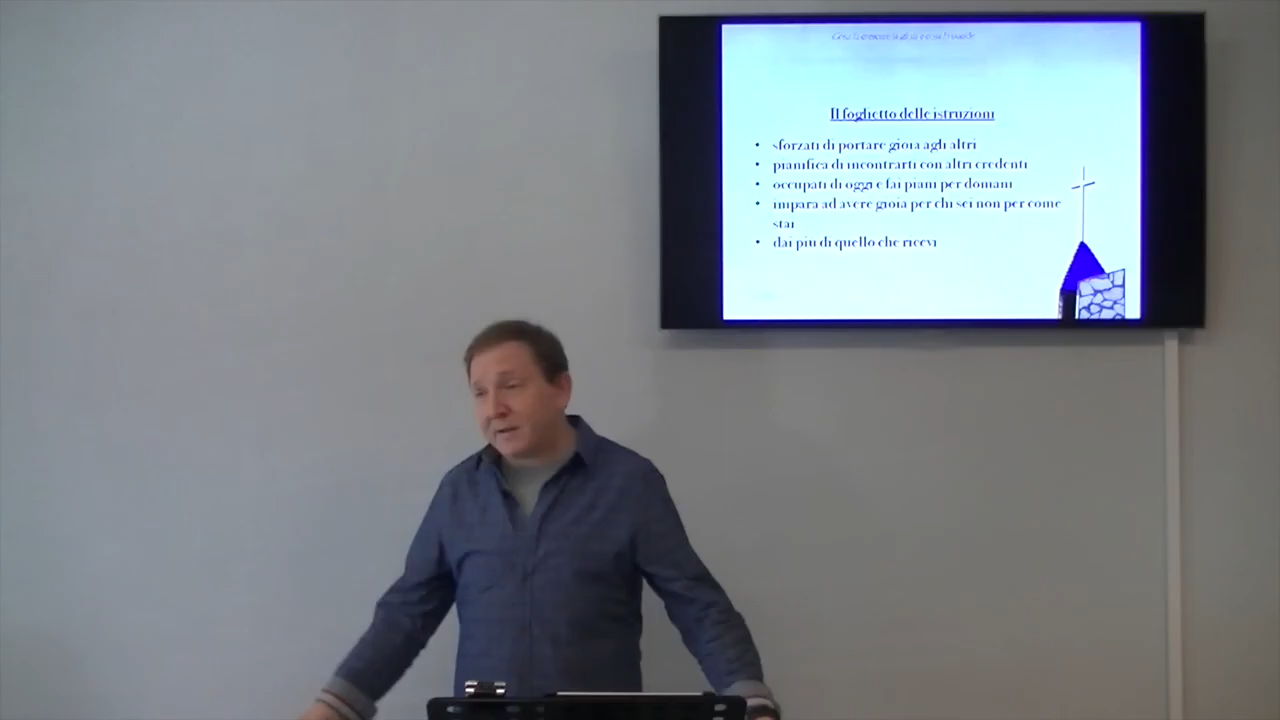 Il foglietto delle istruzioni
• sforzati di portare gioia agli altri
• pianifica di incontrarti con altri credenti
• occupati di oggi e fai piani per domani
• impara ad avere gioia per chi sei non per come
stai
• dai più di quello che ricevi